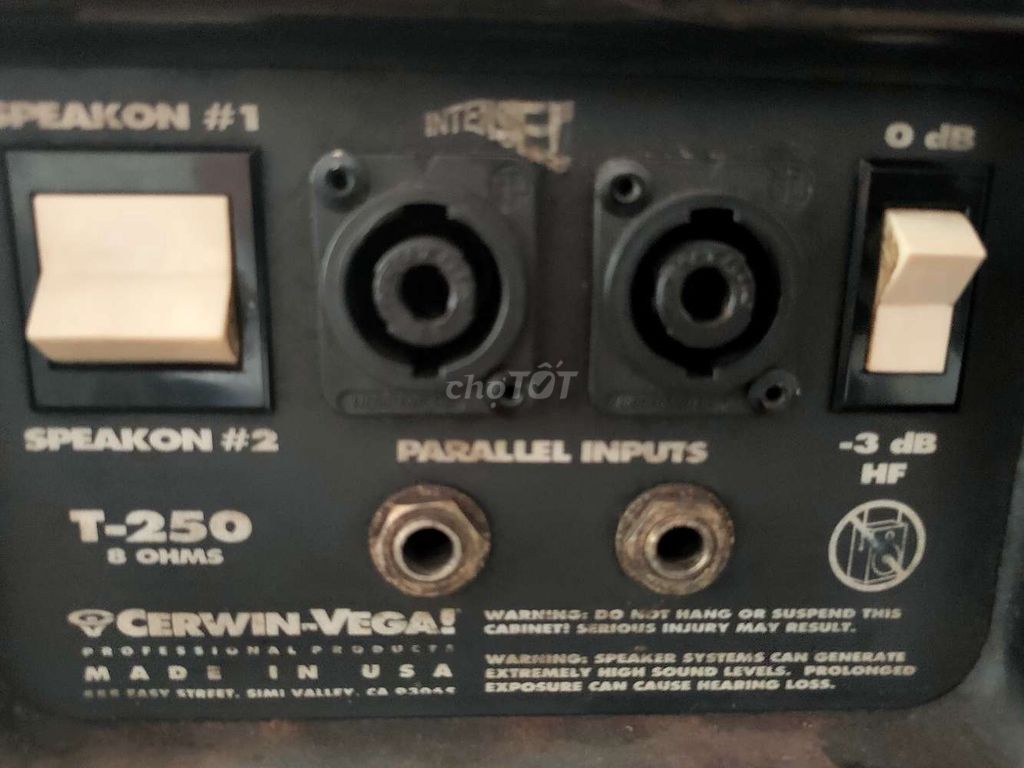 SPEAKON #1
0 dB
choTỐT
SPEAKON #2
PARALLEL INPUTS
-3 dB
HF
T-250
8 OHMS
CERWIN-VEGA!
PROFESSIONAL PRODUCTS
MADE IN USA
EASY STREET, SIMI VALLEY, CA
WARNING: DO NOT HANG OR SUSPEND THIS
CABINET! SERIOUS INJURY MAY RESULT.
WARNING: SPEAKER SYSTEMS CAN GENERATE
EXTREMELY HIGH SOUND LEVELS. PROLONGED
EXPOSURE CAN CAUSE HEARING LOSS.